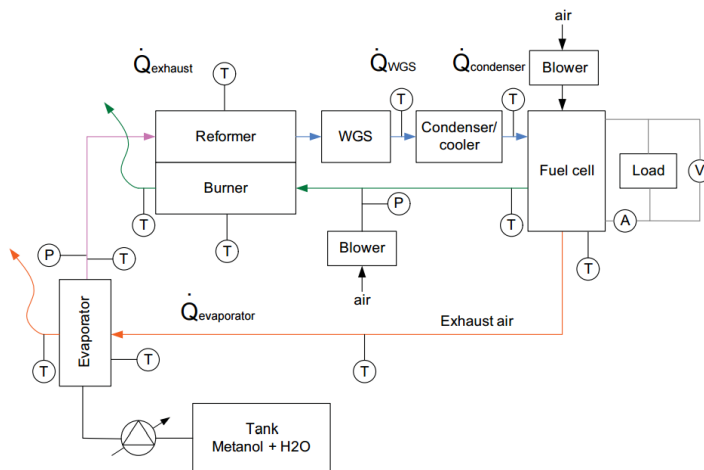 air
Q̇exhaust
Q̇WGS
Q̇condenser
Blower
T
T
T
Reformer
WGS
Condenser/
cooler
Fuel cell
Load
V
Burner
P
A
T
T
T
Blower
T
P
T
air
Q̇evaporator
Evaporator
Exhaust air
T
T
T
Tank
Metanol + H2O